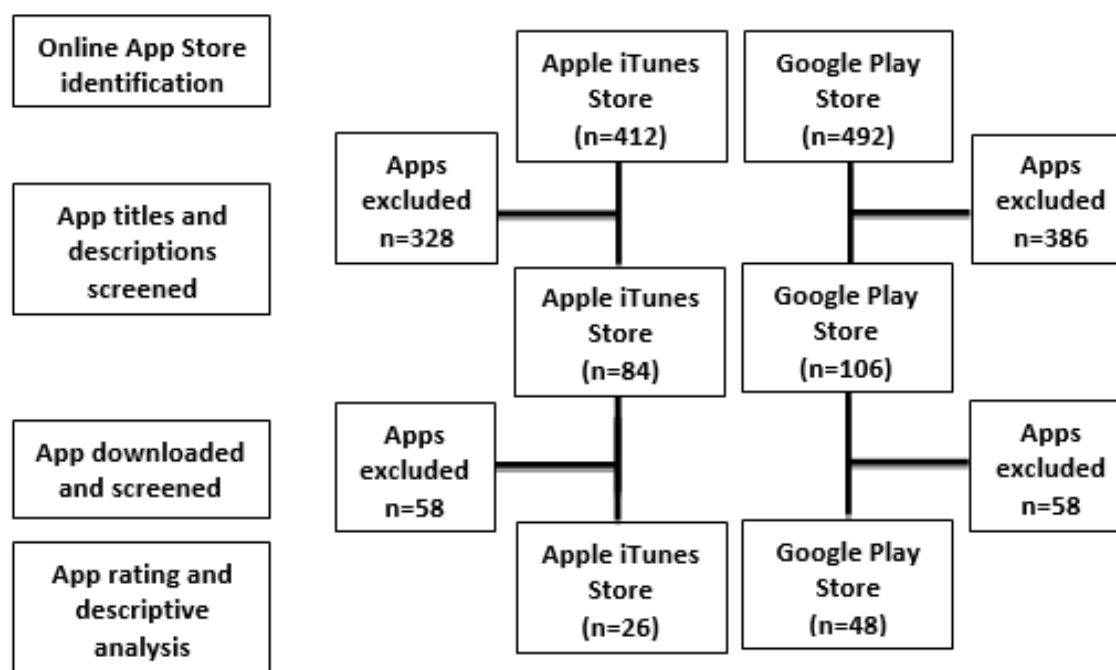 Online App Store
identification
Apple iTunes
Store
(n=412)
Google Play
Store
(n=492)
Apps
excluded
n=328
Apps
excluded
n=386
App titles and
descriptions
screened
Apple iTunes
Store
(n=84)
Google Play
Store
(n=106)
App downloaded
and screened
Apps
excluded
n=58
Apps
excluded
n=58
App rating and
descriptive
analysis
Apple iTunes
Store
(n=26)
Google Play
Store
(n=48)